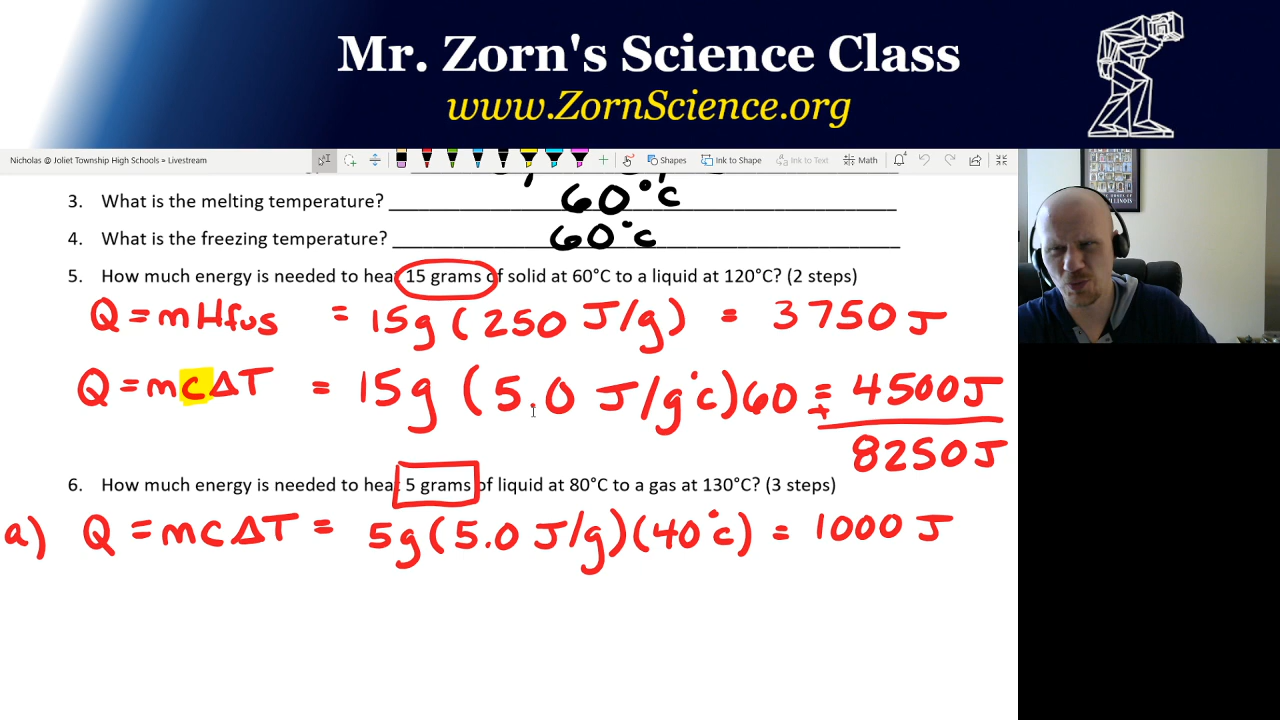 Mr. Zorn's Science Class
www.ZornScience.org
Nicholas @ Joliet Township High Schools » Livestream
Shapes Ink to Shape Ink to Text Math
3. What is the melting temperature? 60°C
4. What is the freezing temperature? 60°C
5. How much energy is needed to heat 15 grams of solid at 60°C to a liquid at 120°C? (2 steps)
Q = mHfus = 15g (250 J/g) = 3750 J
Q = mcΔT = 15g (5.0 J/g°C) 60 = 4500J
+
8250J
6. How much energy is needed to heat 5 grams of liquid at 80°C to a gas at 130°C? (3 steps)
a) Q = mcΔT = 5g (5.0 J/g) (40°C) = 1000 J